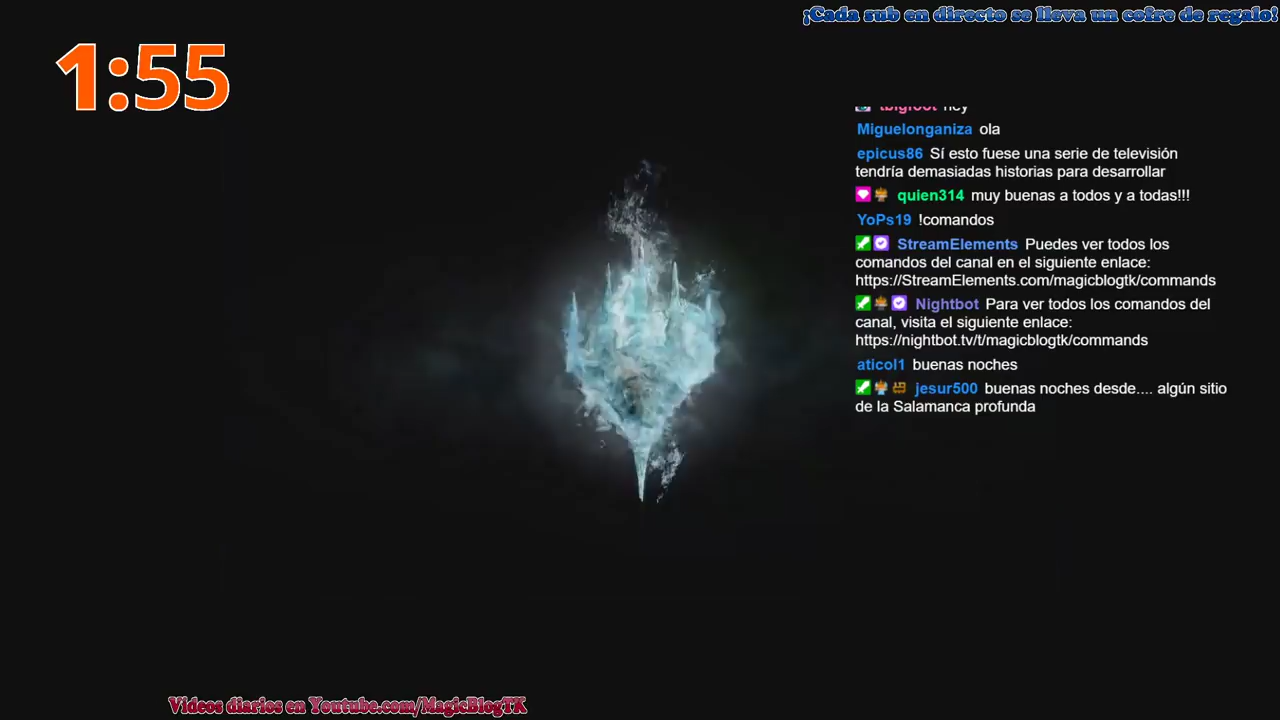 ¡Cada sub en directo se lleva un cofre de regalo!
1:55
tbigfoot hey
Miguelonganiza ola
epicus86 Sí esto fuese una serie de televisión
tendría demasiadas historias para desarrollar
quien314 muy buenas a todos y a todas!!!
YoPs19 !comandos
StreamElements Puedes ver todos los
comandos del canal en el siguiente enlace:
https://StreamElements.com/magicblogtk/commands
Nightbot Para ver todos los comandos del
canal, visita el siguiente enlace:
https://nightbot.tv/t/magicblogtk/commands
aticol1 buenas noches
jesur500 buenas noches desde.... algún sitio
de la Salamanca profunda
Videos diarios en Youtube.com/MagicBlogTK